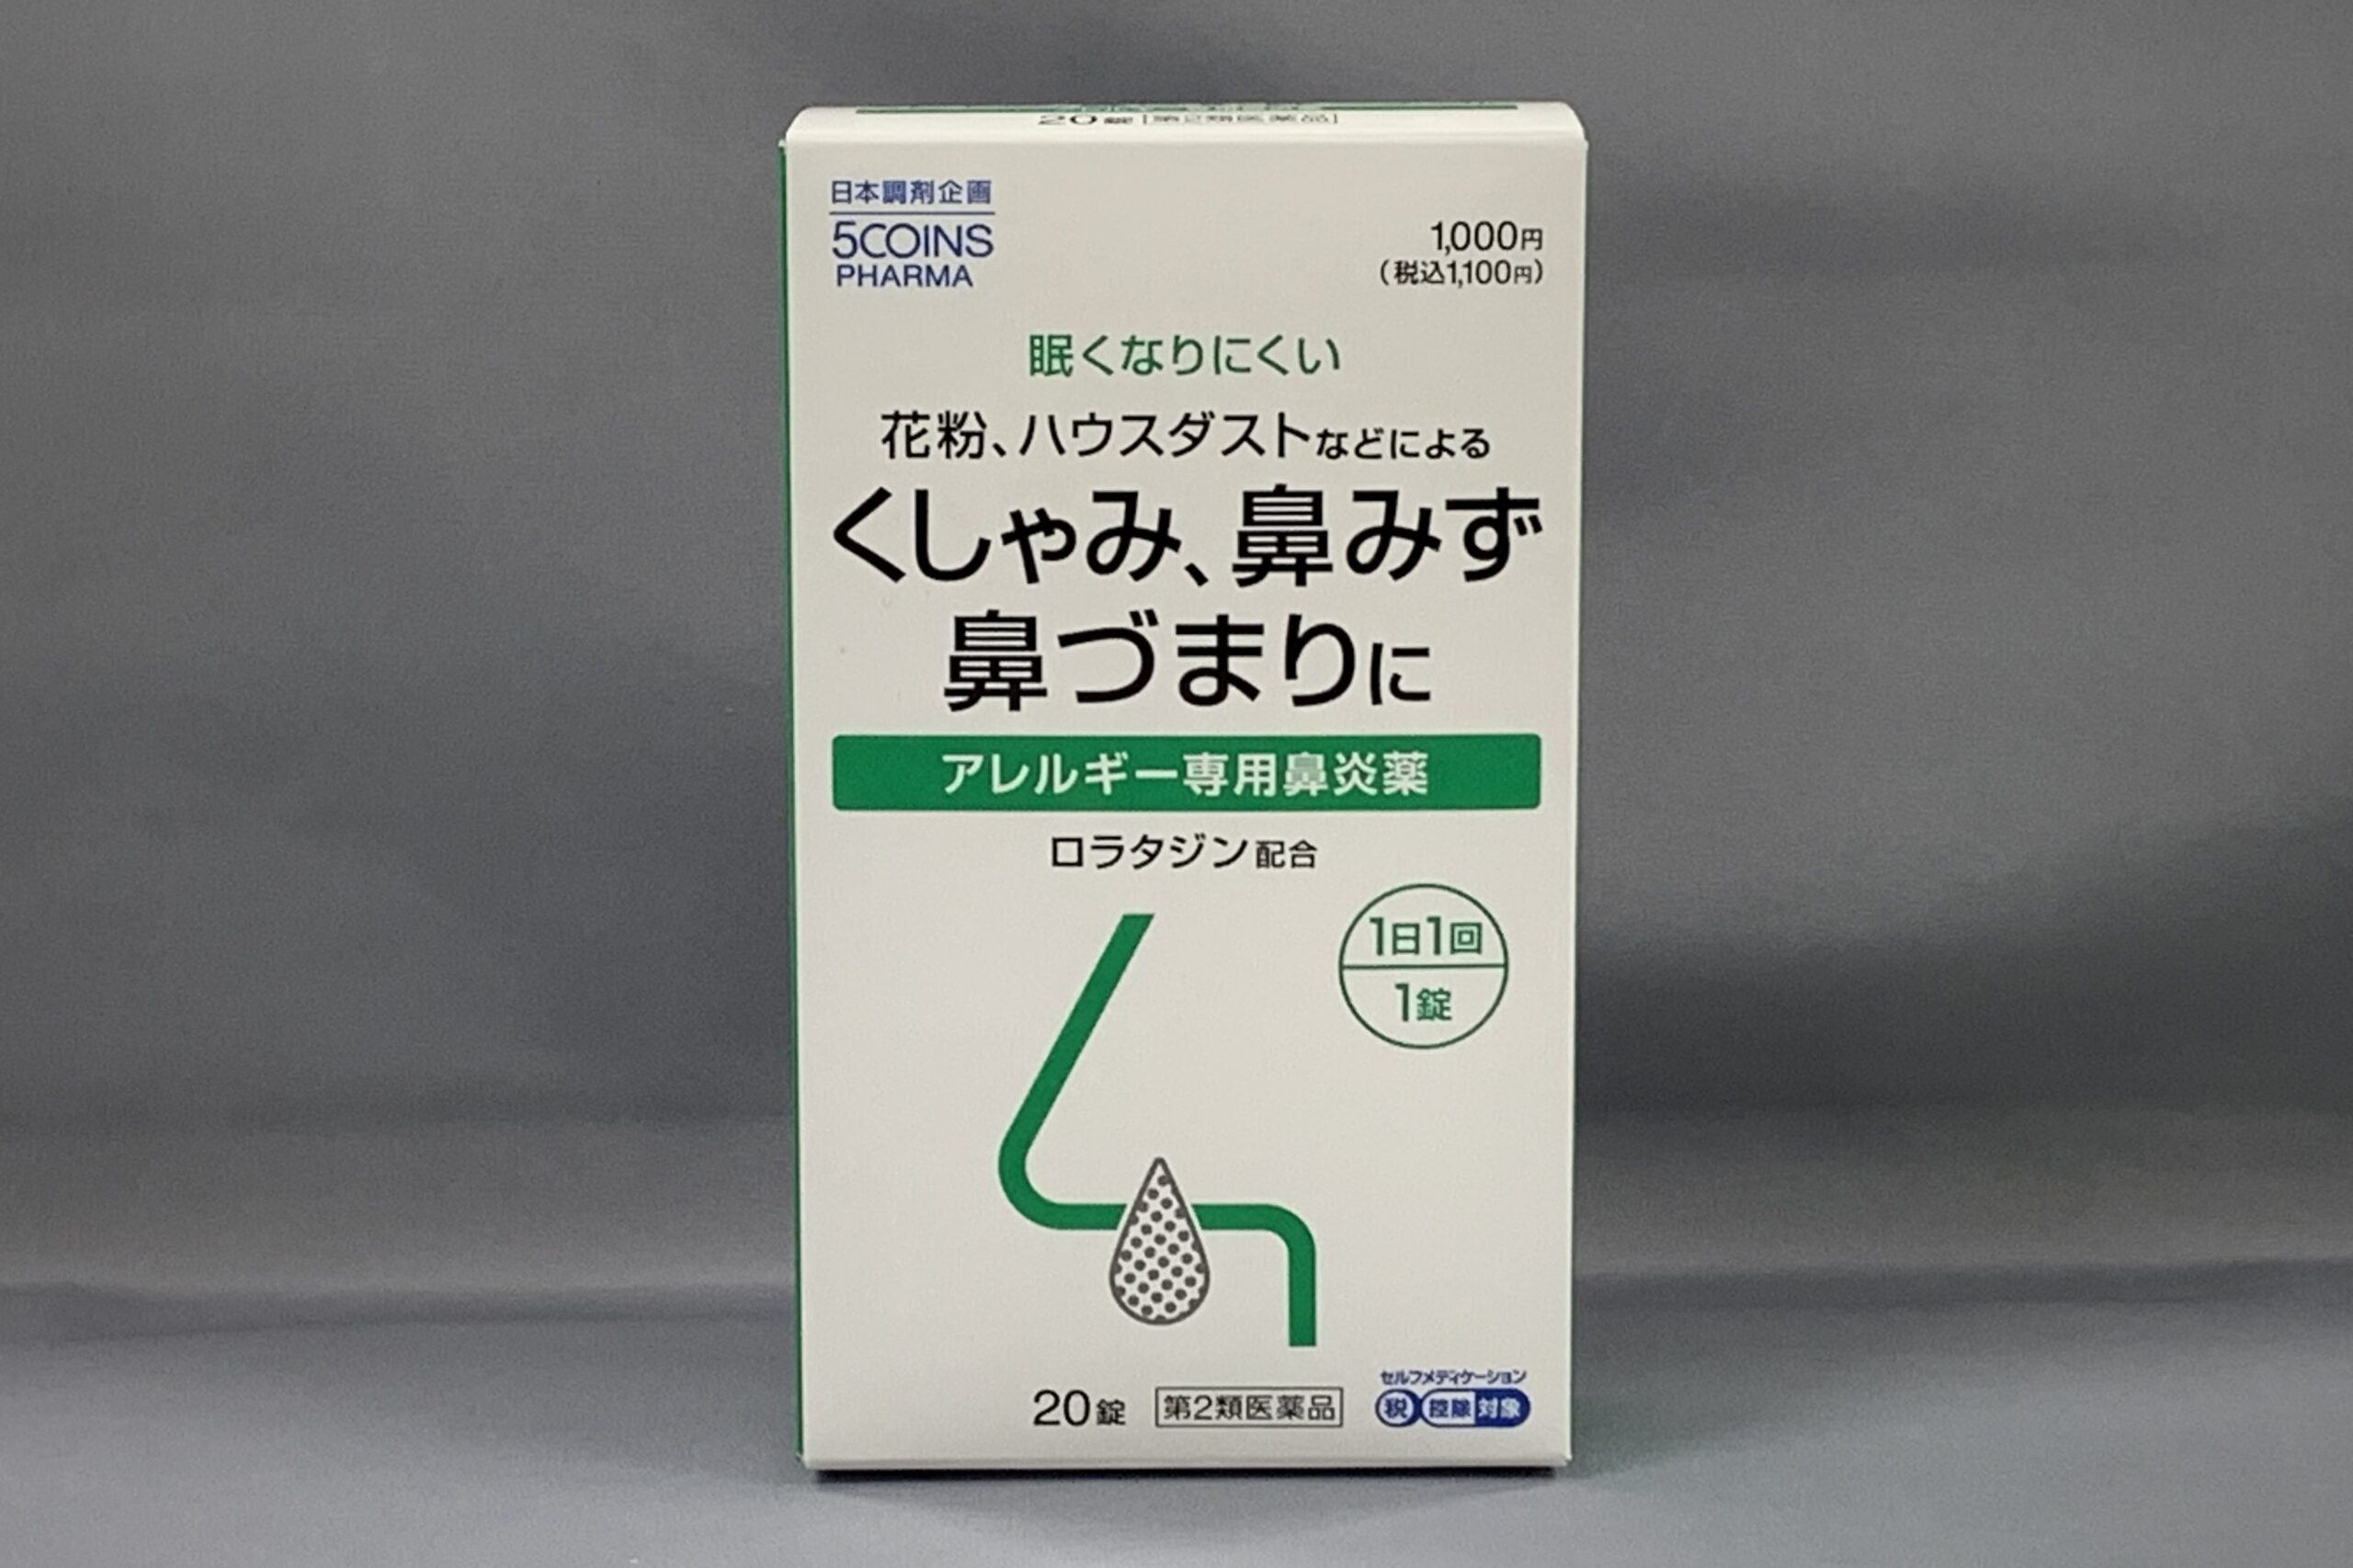 20錠 第2類医薬品
日本調剤企画
5COINS
PHARMA
1,000円
(税込1,100円)
眠くなりにくい
花粉、ハウスダストなどによる
くしゃみ、鼻みず
鼻づまりに
アレルギー専用鼻炎薬
ロラタジン配合
1日1回
1錠
20錠 第2類医薬品
セルフメディケーション
税 控除 対象